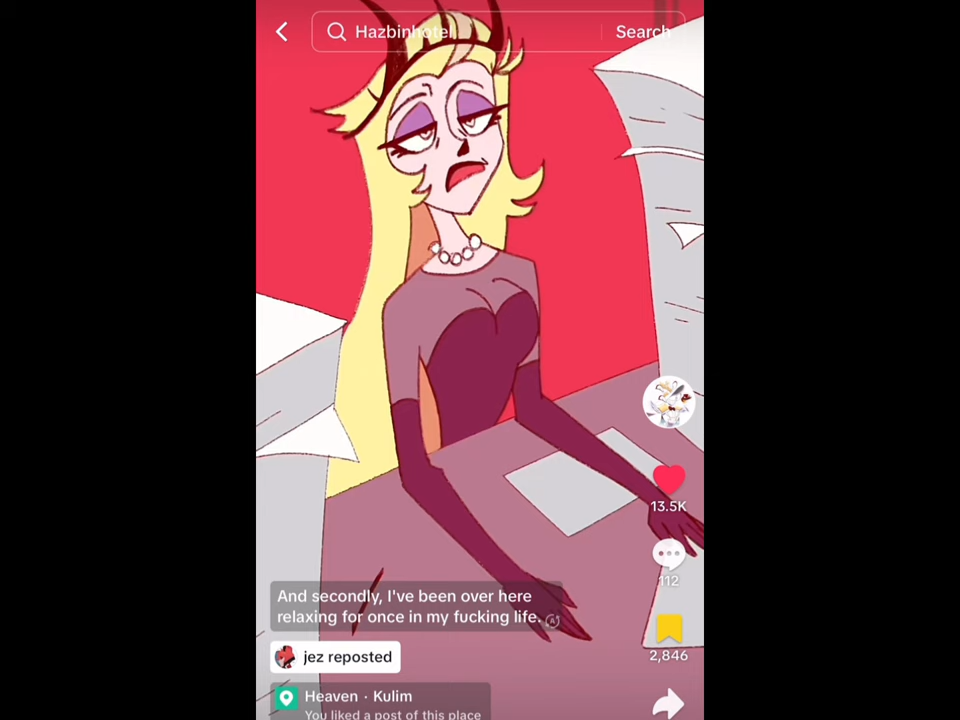 Hazbinhotel
Search
13.5K
112
And secondly, I've been over here
relaxing for once in my fucking life.
2,846
jez reposted
Heaven · Kulim
You liked a post of this place